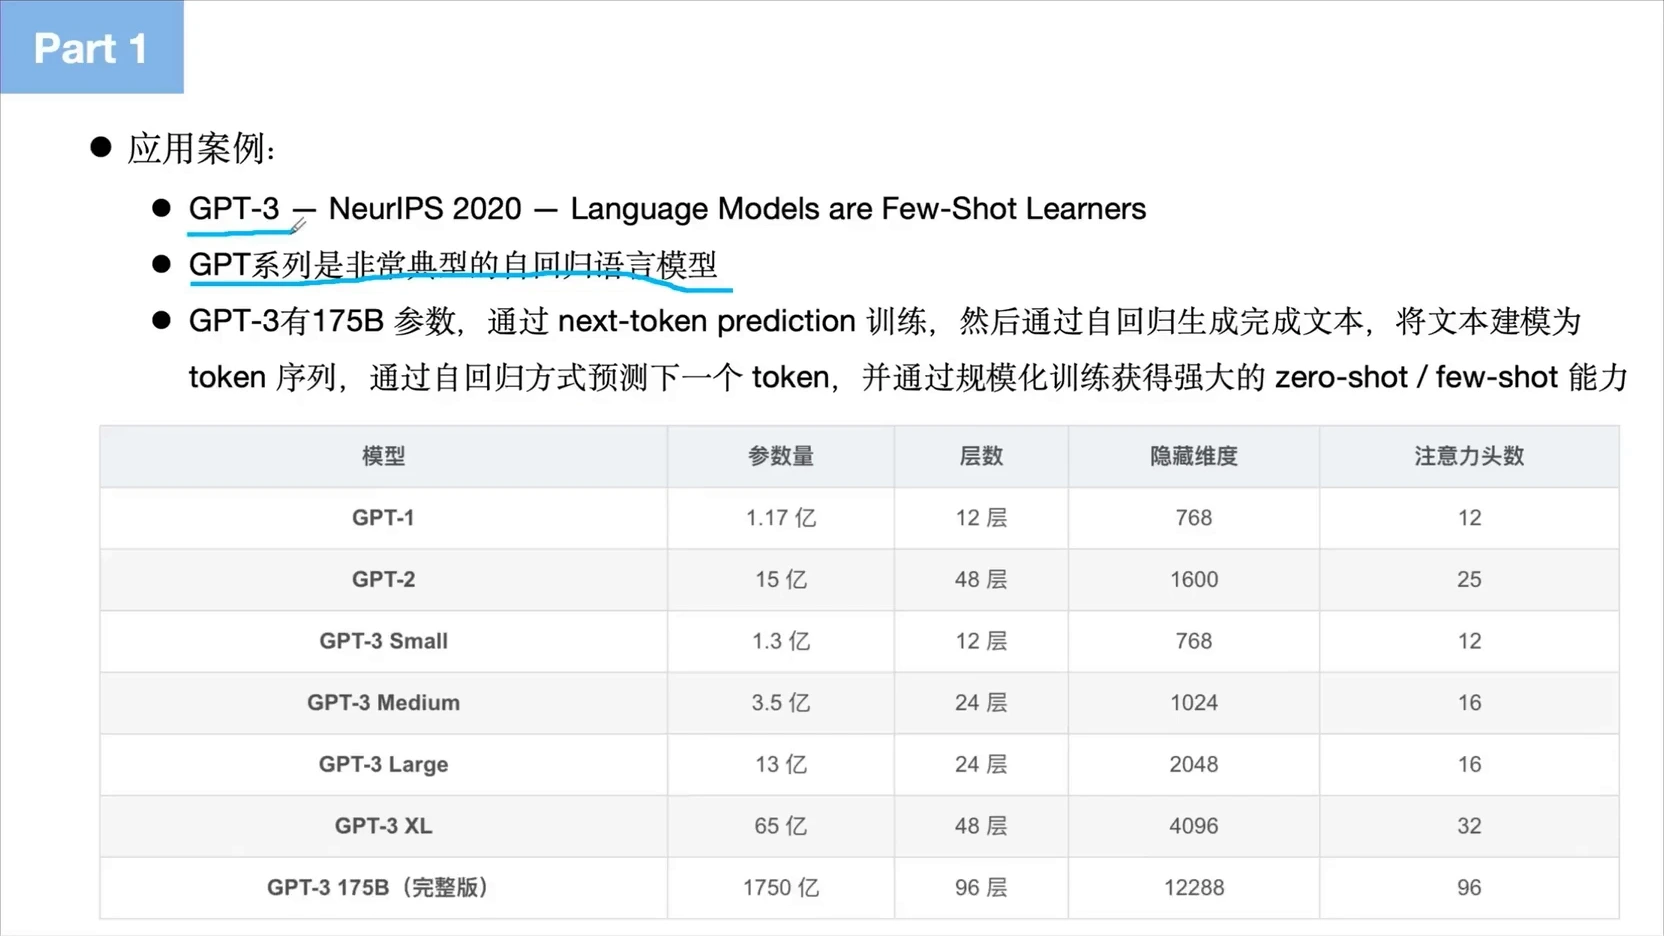 Part 1
应用案例：
GPT-3 — NeurIPS 2020 — Language Models are Few-Shot Learners
GPT系列是非常典型的自回归语言模型
GPT-3有175B 参数，通过 next-token prediction 训练，然后通过自回归生成完成文本，将文本建模为
token 序列，通过自回归方式预测下一个 token，并通过规模化训练获得强大的 zero-shot / few-shot 能力
模型 参数量 层数 隐藏维度 注意力头数
GPT-1 1.17 亿 12 层 768 12
GPT-2 15 亿 48 层 1600 25
GPT-3 Small 1.3 亿 12 层 768 12
GPT-3 Medium 3.5 亿 24 层 1024 16
GPT-3 Large 13 亿 24 层 2048 16
GPT-3 XL 65 亿 48 层 4096 32
GPT-3 175B（完整版） 1750 亿 96 层 12288 96